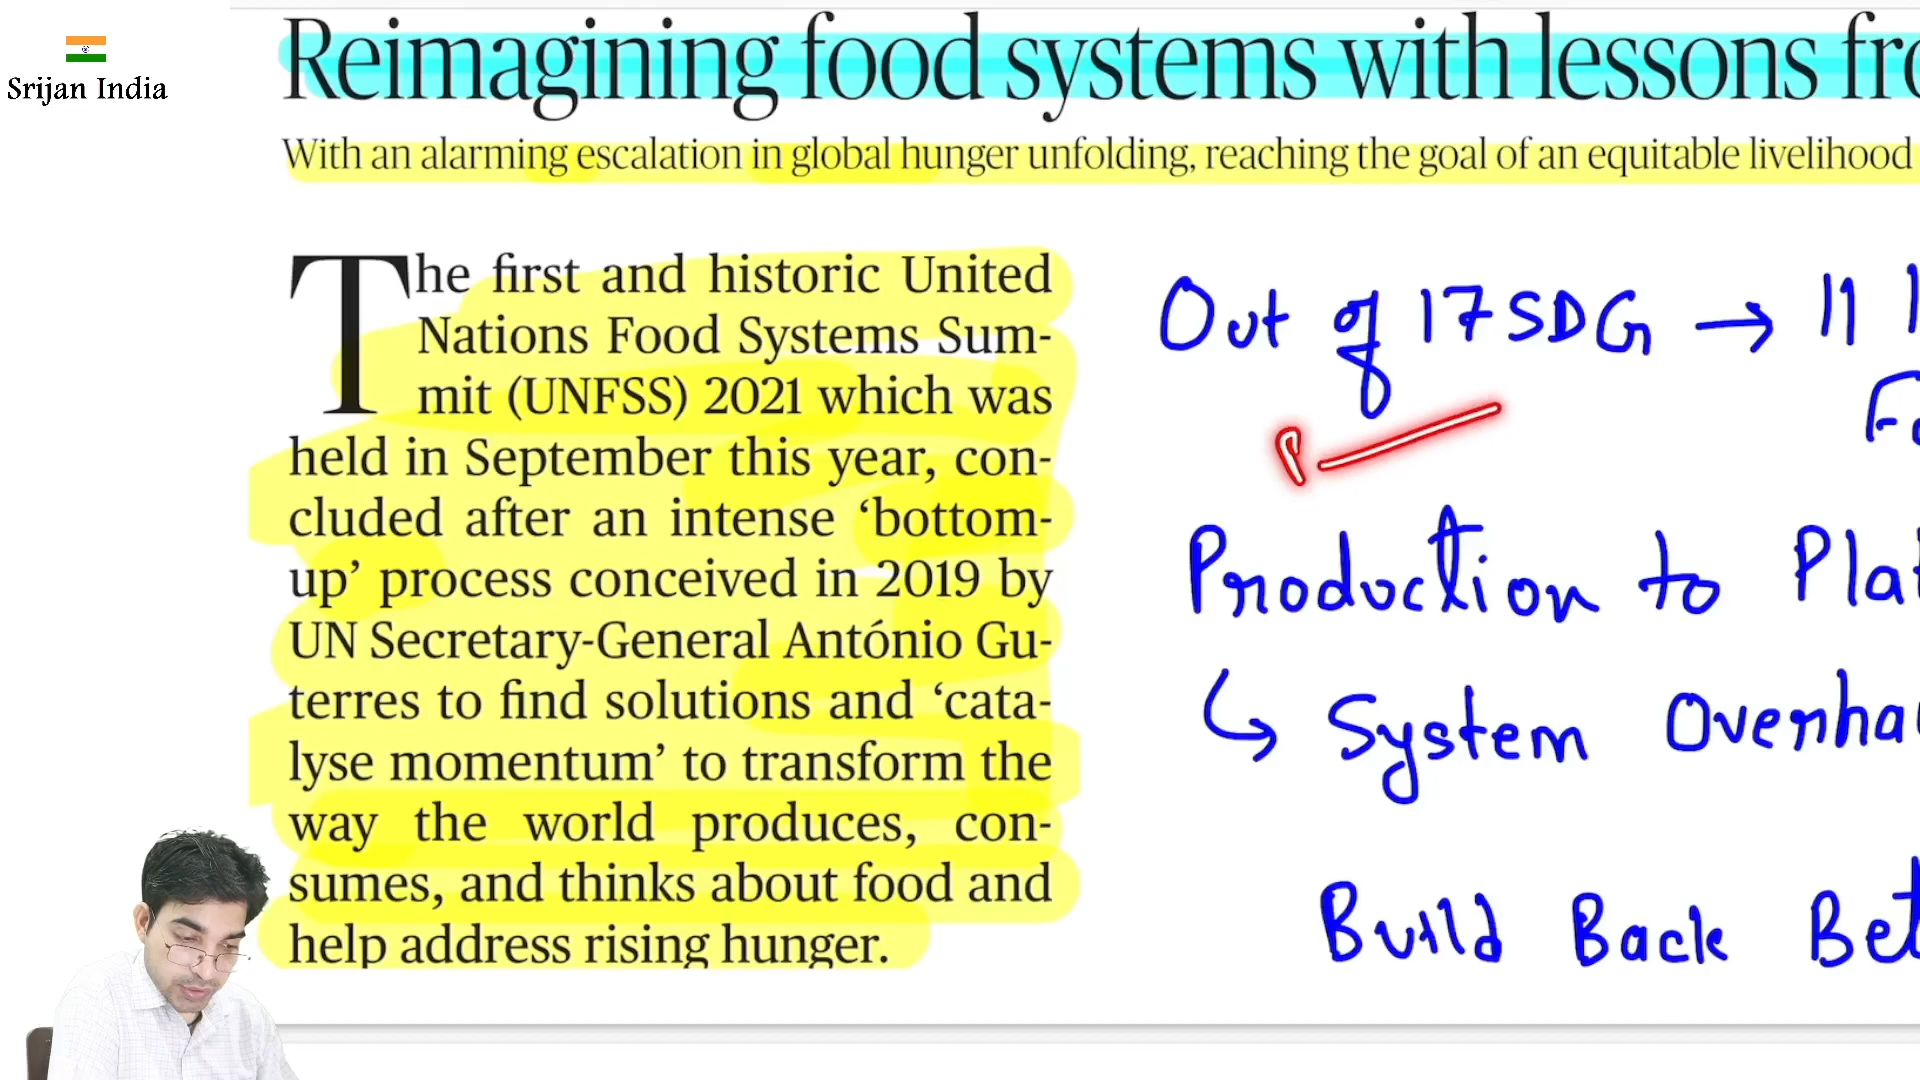 Srijan India
Reimagining food systems with lessons
With an alarming escalation in global hunger unfolding, reaching the goal of an equitable livelihood
The first and historic United
Nations Food Systems Sum-
mit (UNFSS) 2021 which was
held in September this year, con-
cluded after an intense ‘bottom-
up’ process conceived in 2019 by
UN Secretary-General António Gu-
terres to find solutions and ‘cata-
lyse momentum’ to transform the
way the world produces, con-
sumes, and thinks about food and
help address rising hunger.
Out of 17 SDG → 11
Production to
↳ System
Build Back